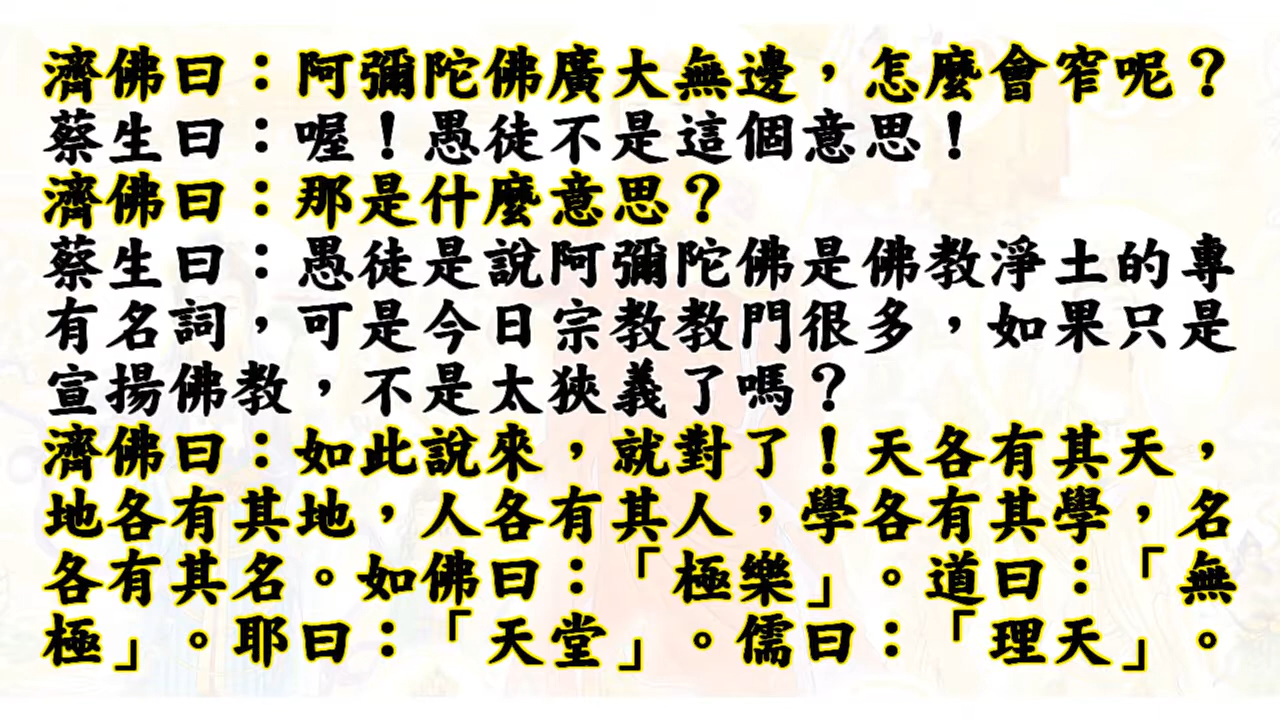 濟佛曰：阿彌陀佛廣大無邊，怎麼會窄呢？
蔡生曰：喔！愚徒不是這個意思！
濟佛曰：那是什麼意思？
蔡生曰：愚徒是說阿彌陀佛是佛教淨土的專
有名詞，可是今日宗教教門很多，如果只是
宣揚佛教，不是太狹義了嗎？
濟佛曰：如此說來，就對了！天各有其天，
地各有其地，人各有其人，學各有其學，名
各有其名。如佛曰：「極樂」。道曰：「無
極」。耶曰：「天堂」。儒曰：「理天」。